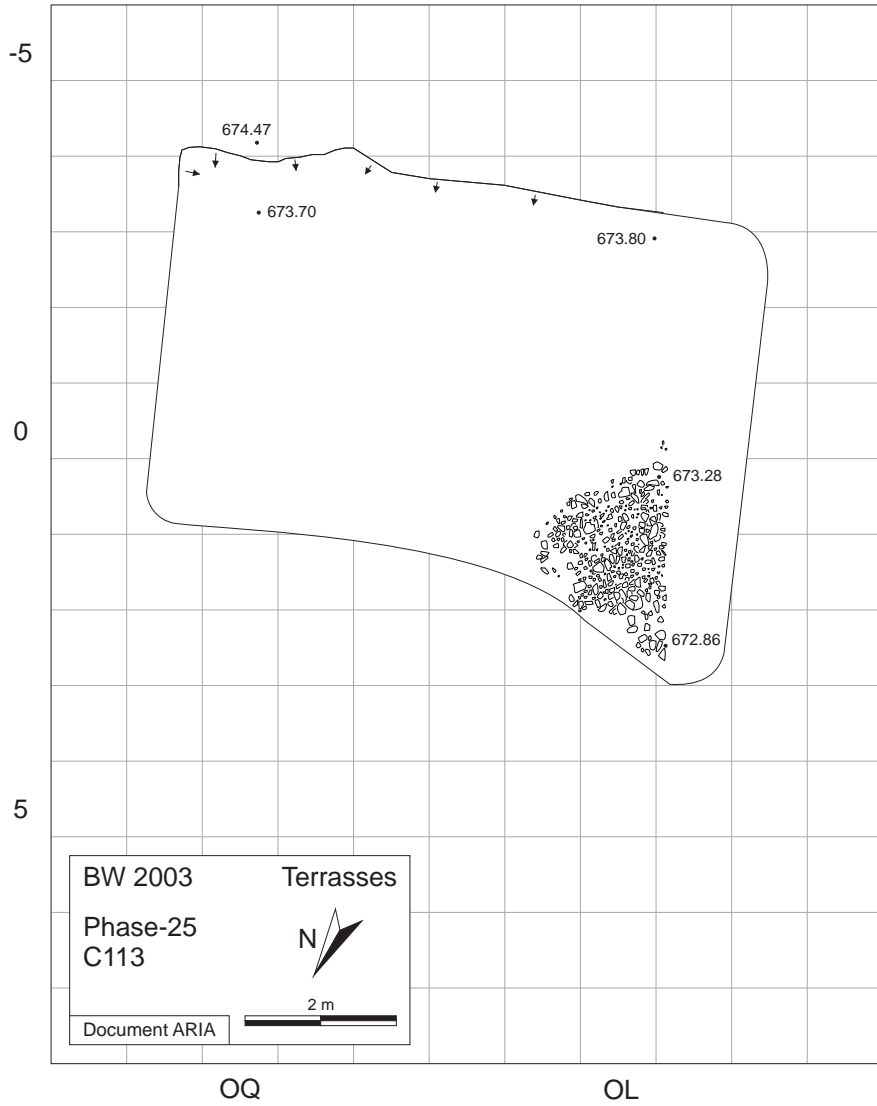 -5
674.47
673.70
673.80
0
673.28
672.86
5
BW 2003 Terrasses
Phase-25
C113
N
2 m
Document ARIA
OQ OL